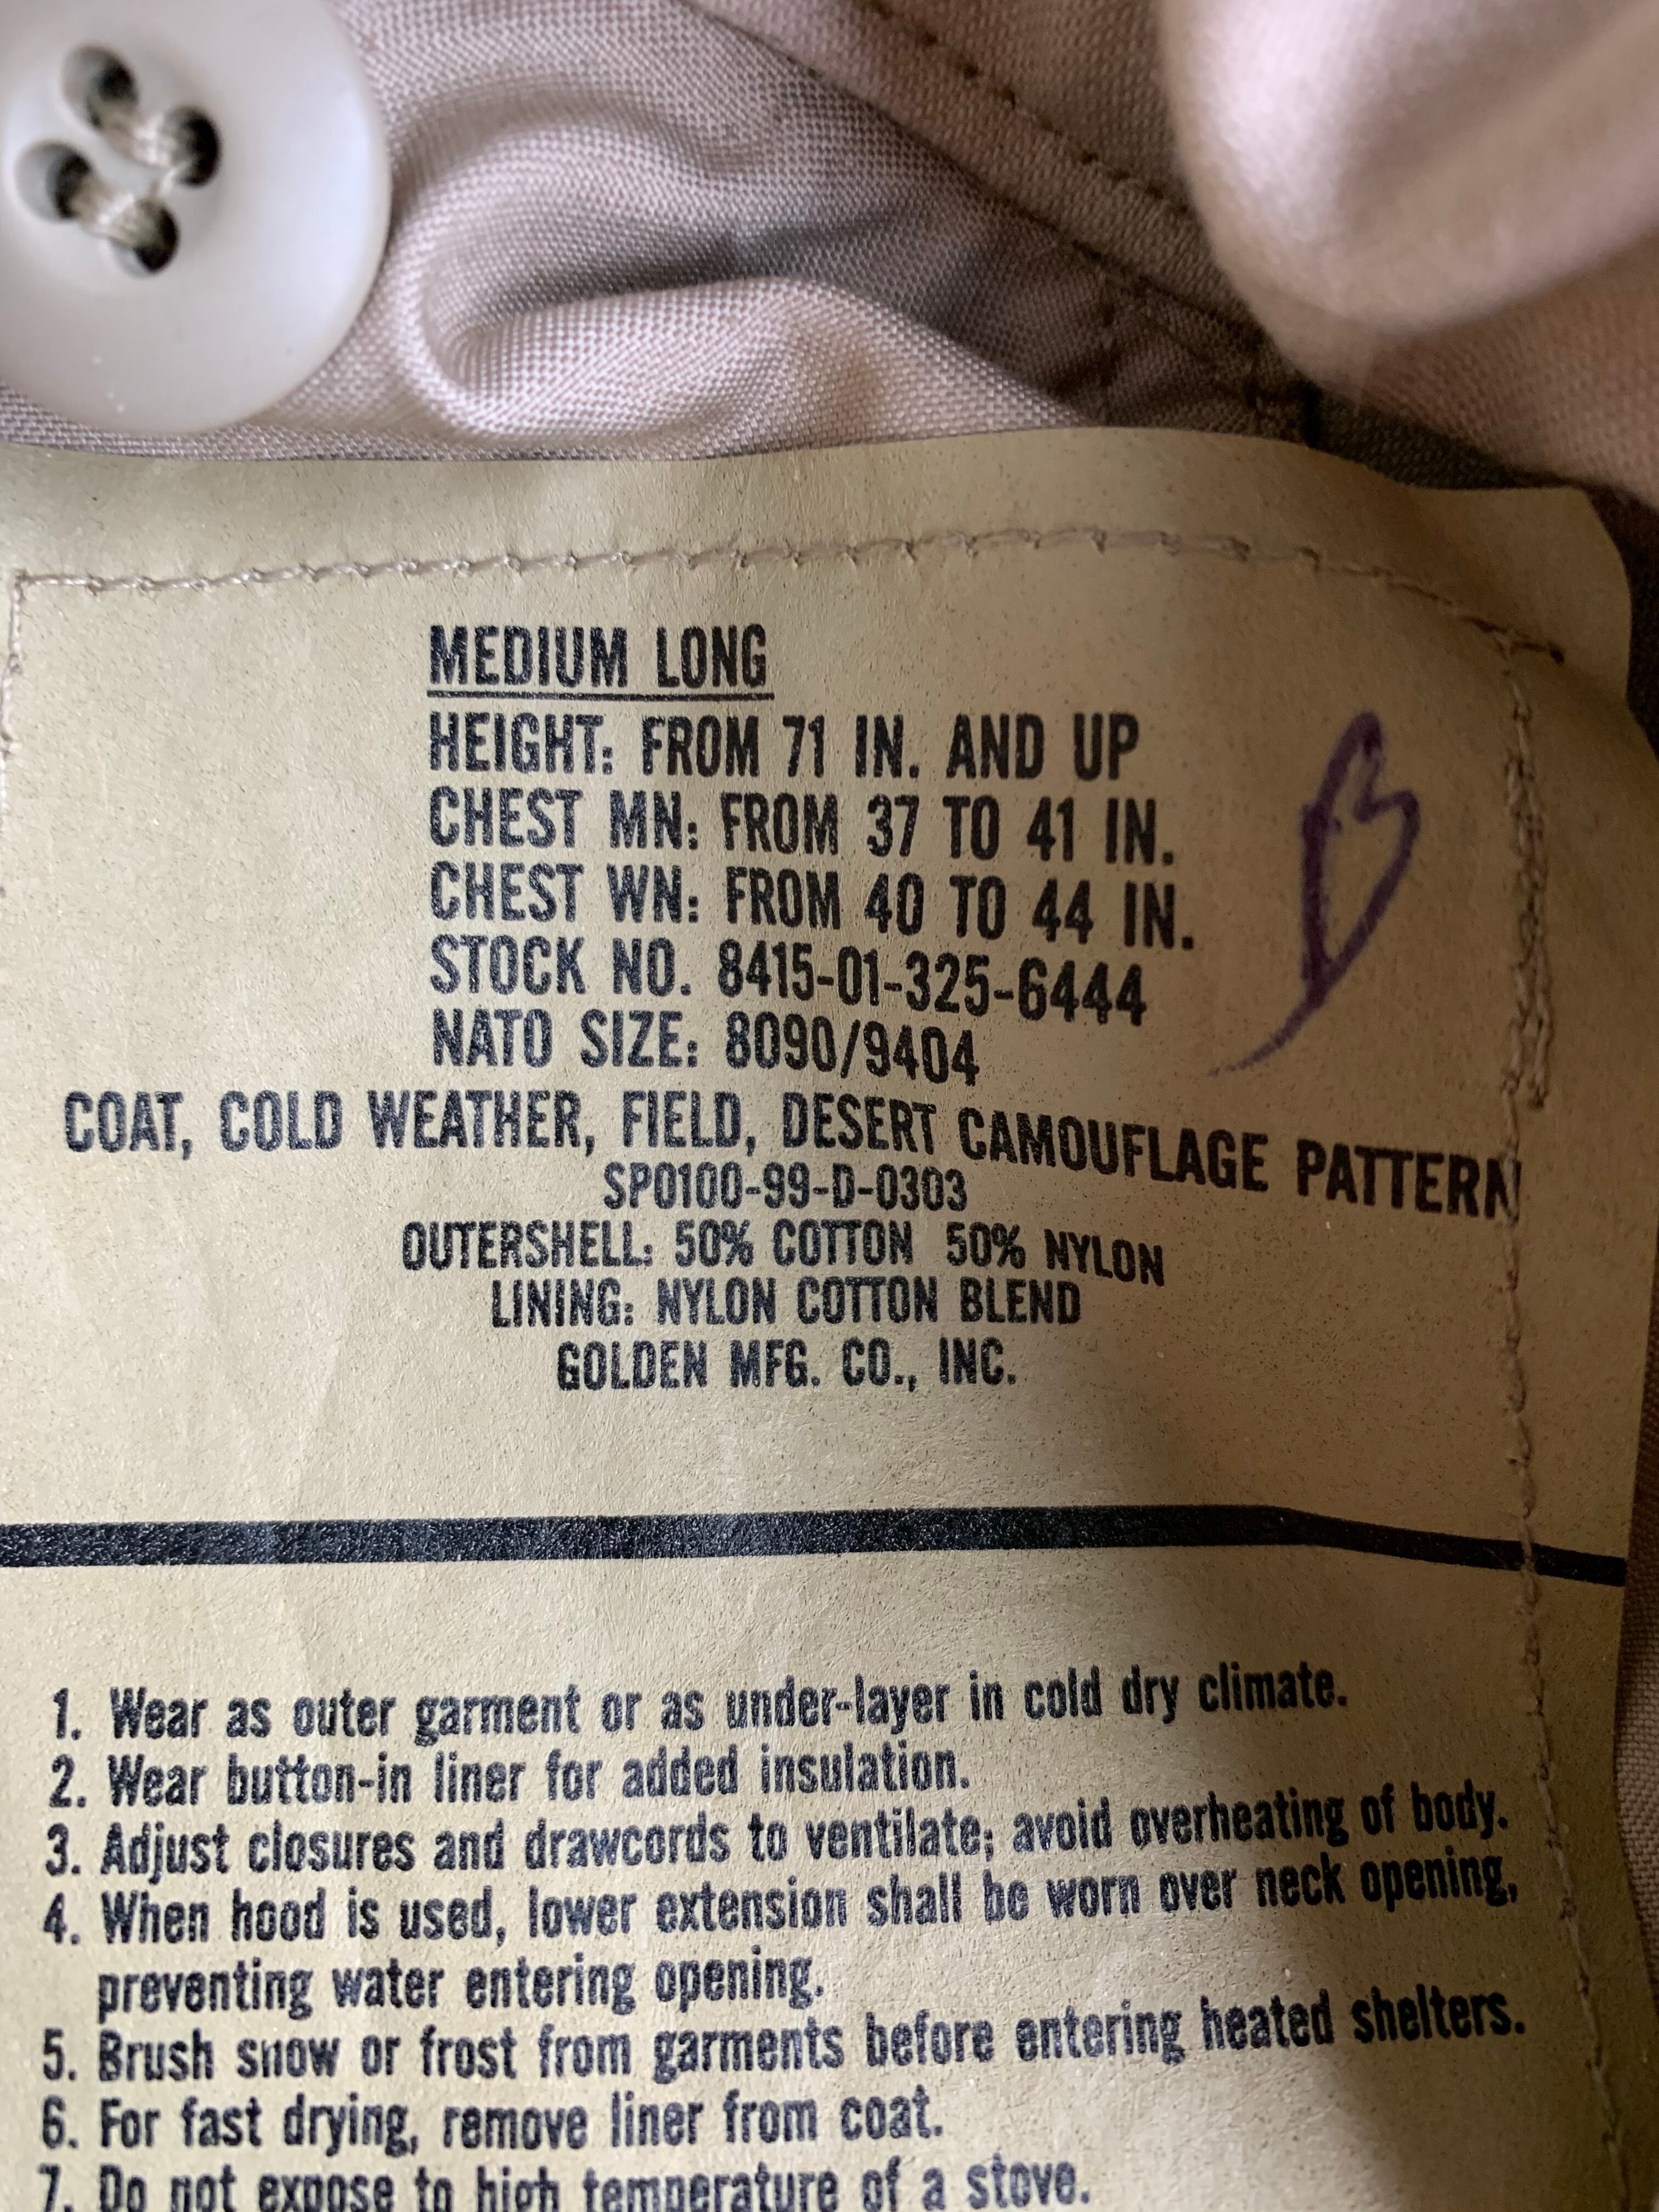 MEDIUM LONG
HEIGHT: FROM 71 IN. AND UP
CHEST MN: FROM 37 TO 41 IN.
CHEST WN: FROM 40 TO 44 IN.
STOCK NO. 8415-01-325-6444
NATO SIZE: 8090/9404
COAT, COLD WEATHER, FIELD, DESERT CAMOUFLAGE PATTERN
SPO100-99-D-0303
OUTERSHELL: 50% COTTON 50% NYLON
LINING: NYLON COTTON BLEND
GOLDEN MFG. CO., INC.
1. Wear as outer garment or as under-layer in cold dry climate.
2. Wear button-in liner for added insulation.
3. Adjust closures and drawcords to ventilate; avoid overheating of body.
4. When hood is used, lower extension shall be worn over neck opening,
preventing water entering opening.
5. Brush snow or frost from garments before entering heated shelters.
6. For fast drying, remove liner from coat.
7. Do not expose to high temperature of a stove.